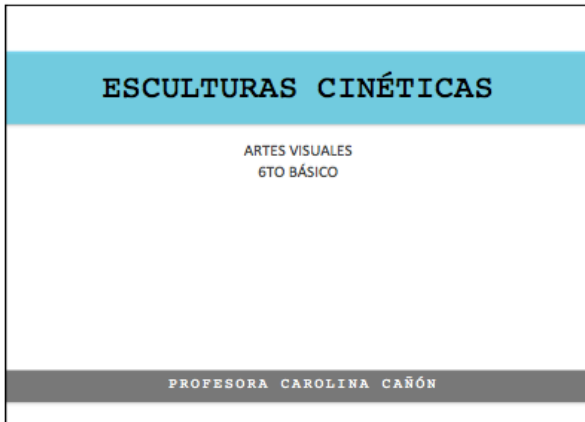 ESCULTURAS CINÉTICAS
ARTES VISUALES
6TO BÁSICO
PROFESORA CAROLINA CAÑÓN